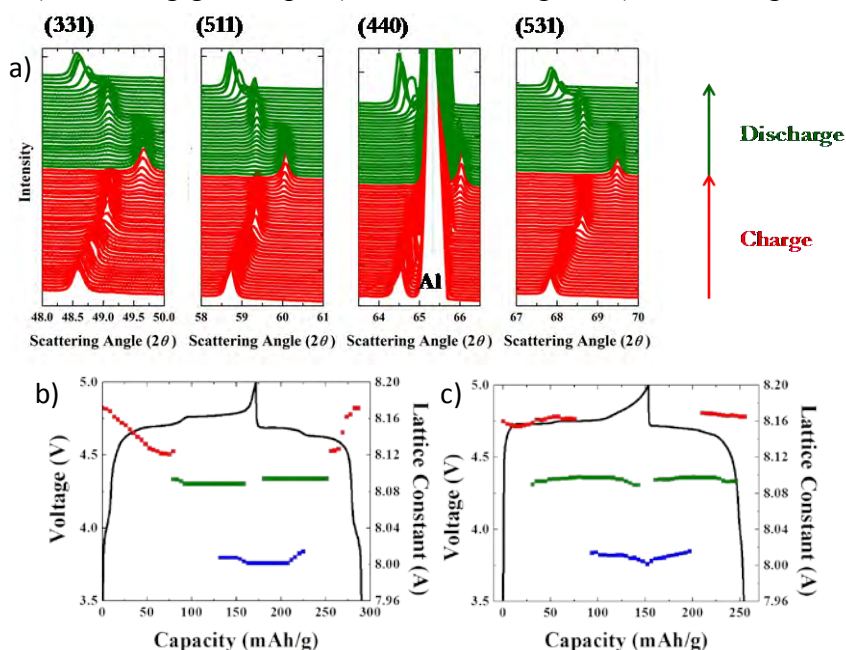 (331) (511) (440) (531)
a)
Intensity
Al
Discharge
Charge
48.0 48.5 49.0 49.5 50.0 58 59 60 61 64 65 66 67 68 69 70
Scattering Angle (2θ) Scattering Angle (2θ) Scattering Angle (2θ) Scattering Angle (2θ)
b)
Voltage (V)
5.0
4.5
4.0
3.5
8.20
8.16
8.12
8.08
8.04
8.00
7.96
Lattice Constant (A)
0 50 100 150 200 250 300
Capacity (mAh/g)
c)
Voltage (V)
5.0
4.5
4.0
3.5
8.20
8.16
8.12
8.08
8.04
8.00
7.96
Lattice Constant (A)
0 50 100 150 200 250
Capacity (mAh/g)